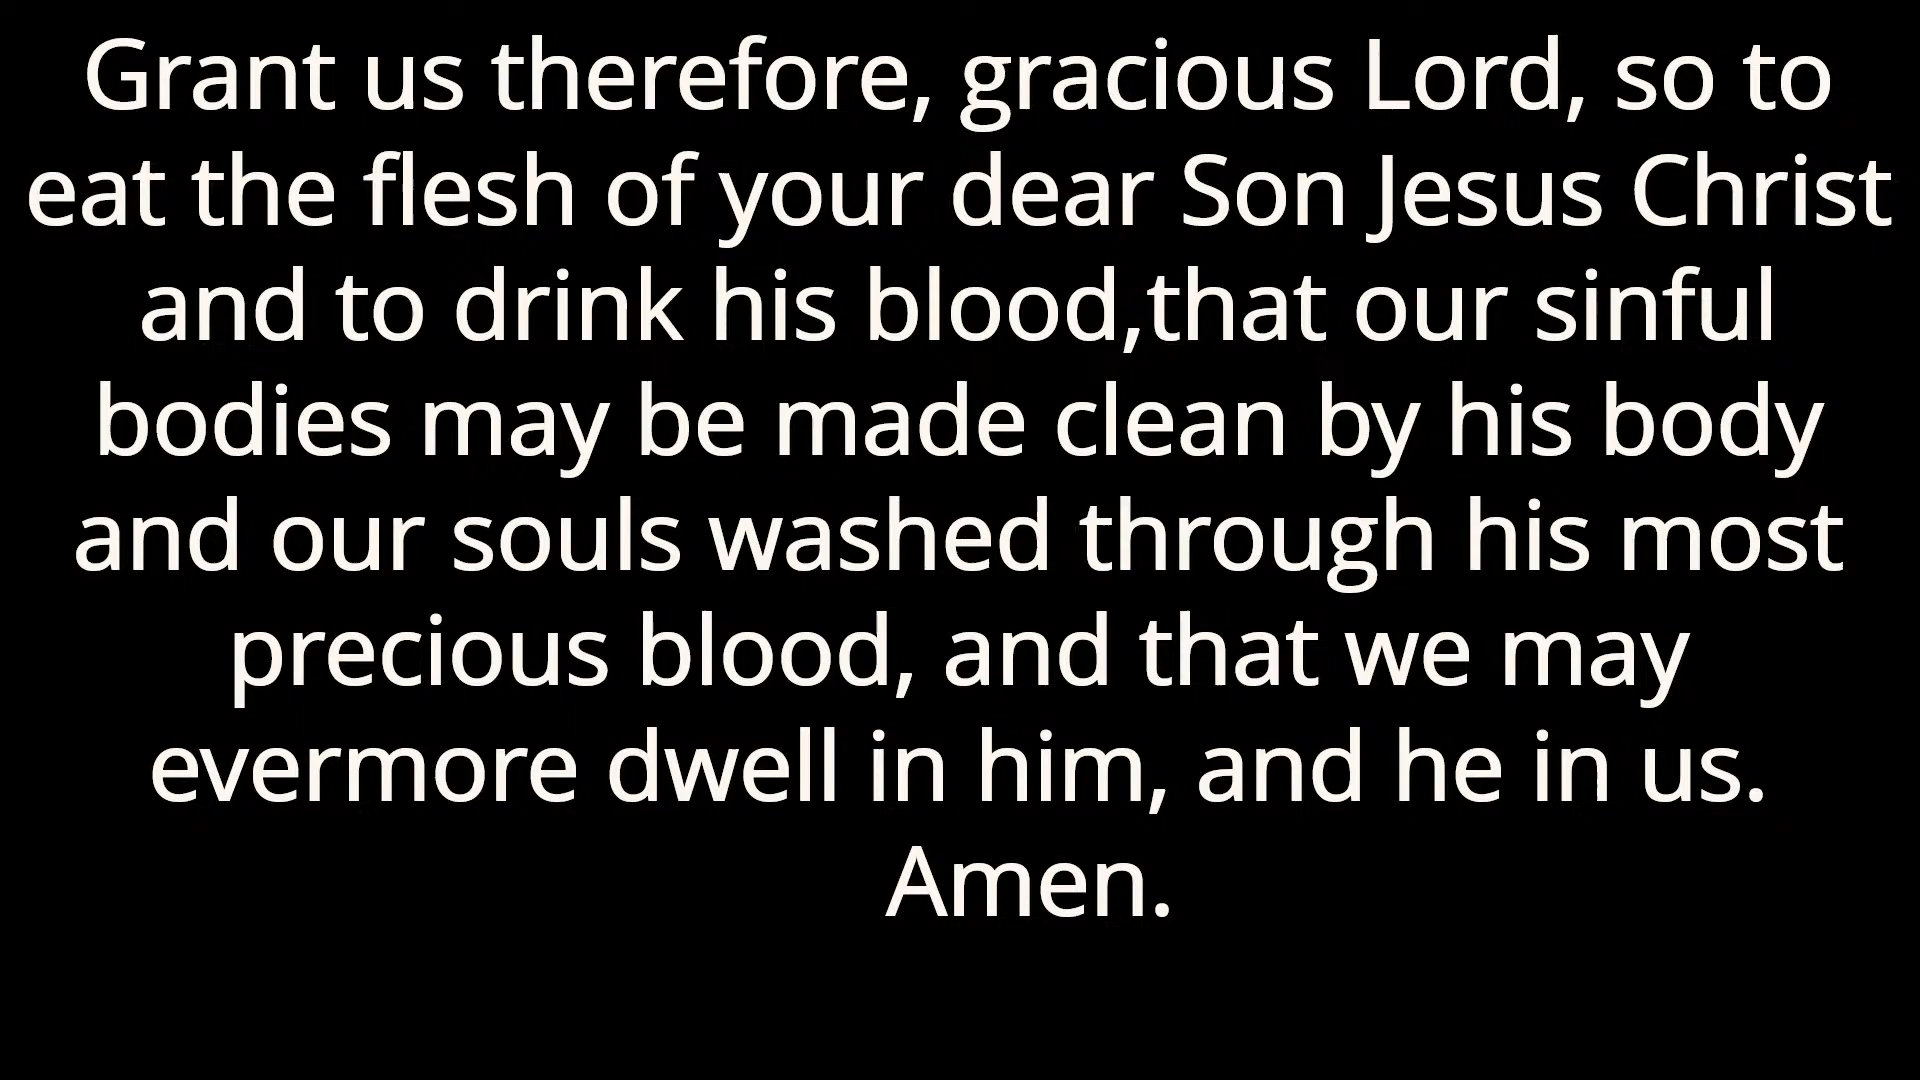 Grant us therefore, gracious Lord, so to
eat the flesh of your dear Son Jesus Christ
and to drink his blood,that our sinful
bodies may be made clean by his body
and our souls washed through his most
precious blood, and that we may
evermore dwell in him, and he in us.
Amen.